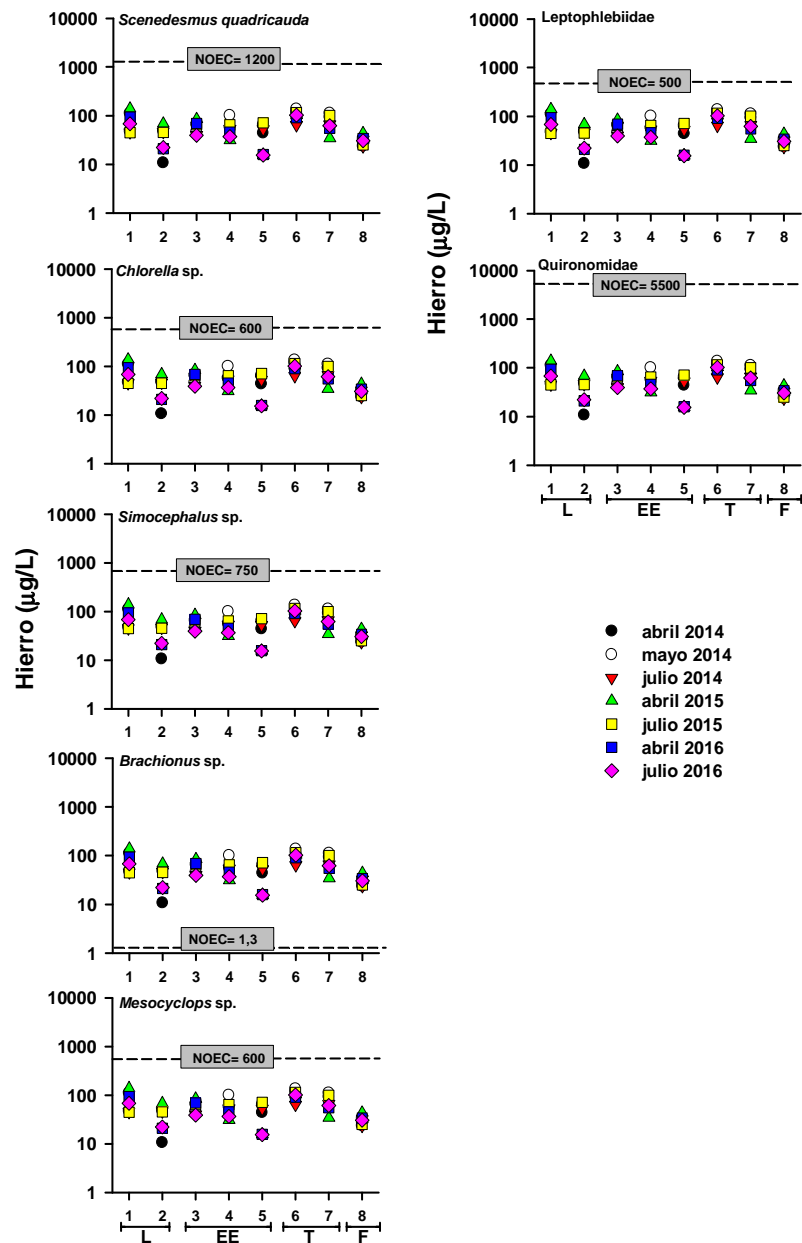 Hierro (µg/L)
Scenedesmus quadricauda
10000
1000
100
10
1
NOEC= 1200
1 2 3 4 5 6 7 8
Chlorella sp.
10000
1000
100
10
1
NOEC= 600
1 2 3 4 5 6 7 8
Simocephalus sp.
10000
1000
100
10
1
NOEC= 750
1 2 3 4 5 6 7 8
Brachionus sp.
10000
1000
100
10
1
NOEC= 1,3
1 2 3 4 5 6 7 8
Mesocyclops sp.
10000
1000
100
10
1
NOEC= 600
1 2 3 4 5 6 7 8
L EE T F
Hierro (µg/L)
Leptophlebiidae
10000
1000
100
10
1
NOEC= 500
1 2 3 4 5 6 7 8
Quironomidae
10000
1000
100
10
1
NOEC= 5500
1 2 3 4 5 6 7 8
L EE T F
abril 2014
mayo 2014
julio 2014
abril 2015
julio 2015
abril 2016
julio 2016